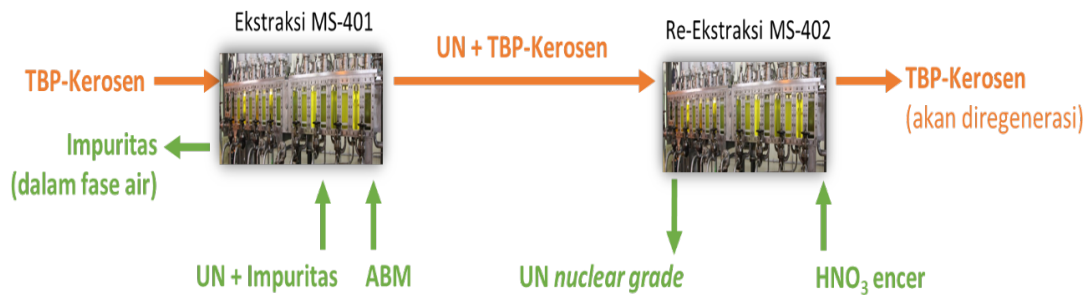 Ekstraksi MS-401
Re-Ekstraksi MS-402
UN + TBP-Kerosen
TBP-Kerosen
TBP-Kerosen
(akan diregenerasi)
Impuritas
(dalam fase air)
UN + Impuritas
ABM
UN nuclear grade
HNO₃ encer